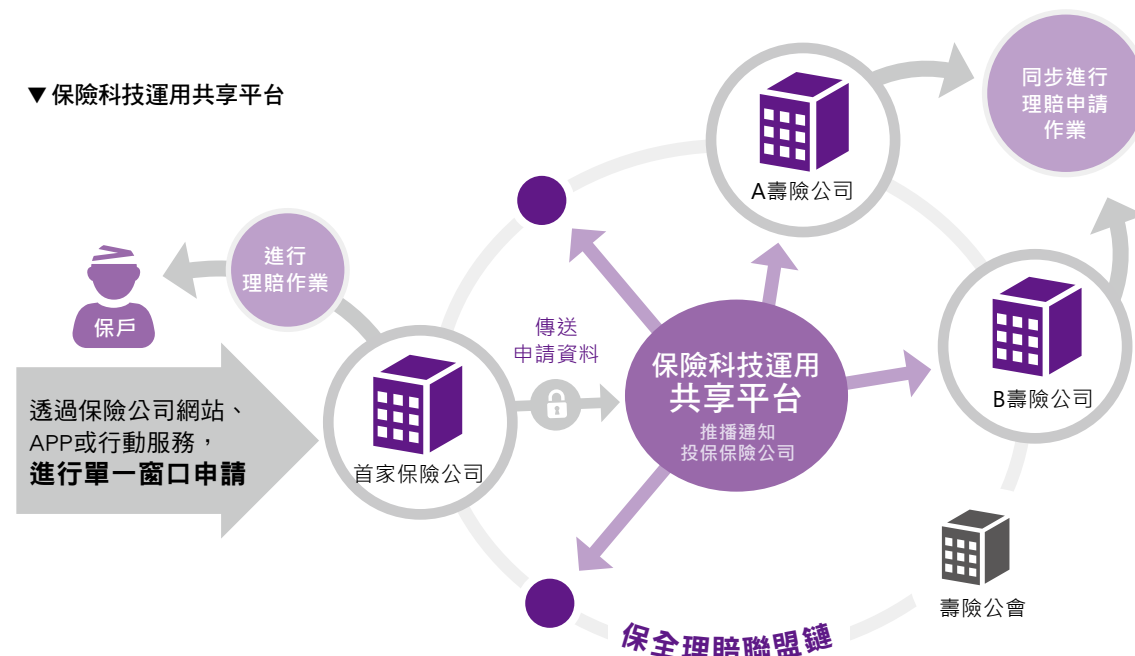 ▼保險科技運用共享平台
同步進行
理賠申請
作業
A壽險公司
進行
理賠作業
保戶
傳送
申請資料
保險科技運用
共享平台
推播通知
投保保險公司
B壽險公司
透過保險公司網站、
APP或行動服務，
進行單一窗口申請
首家保險公司
壽險公會
保全理賠聯盟鏈